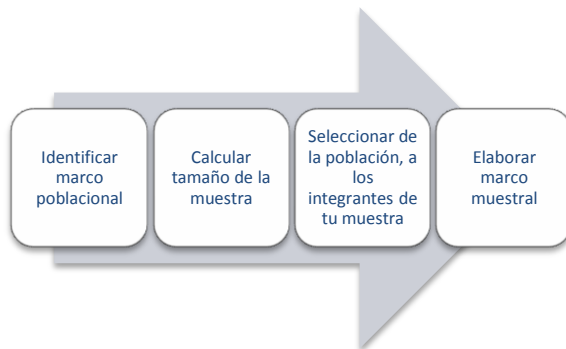 Identificar
marco
poblacional
Calcular
tamaño de la
muestra
Seleccionar de
la población, a
los
integrantes de
tu muestra
Elaborar
marco
muestral